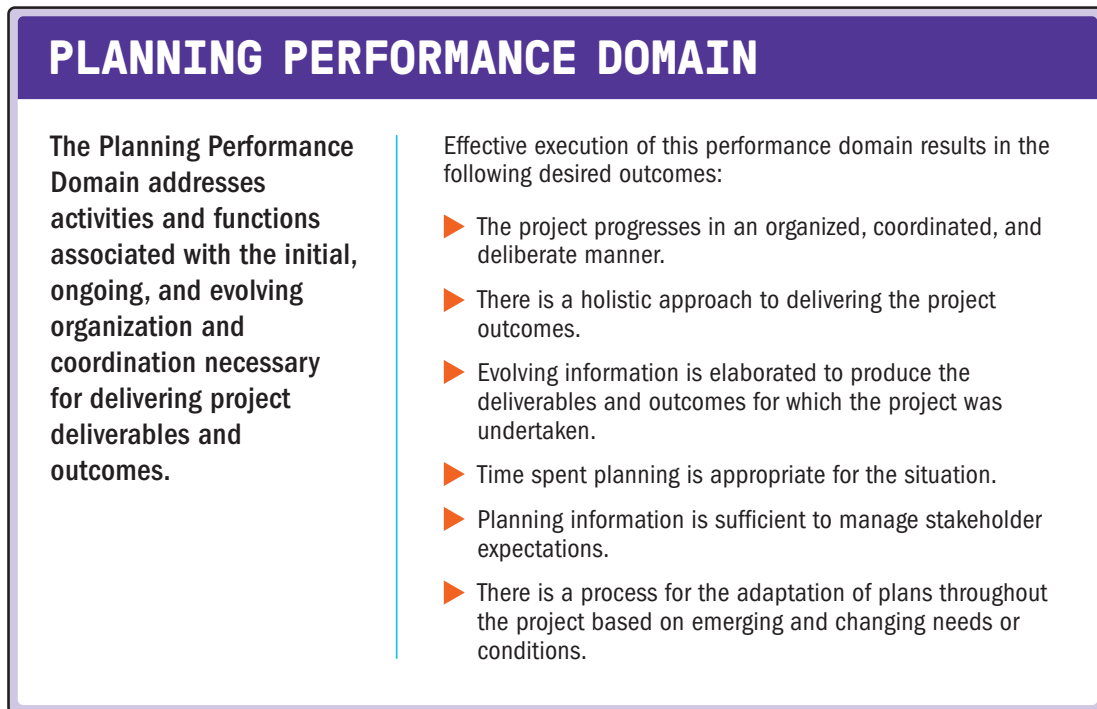 PLANNING PERFORMANCE DOMAIN
The Planning Performance
Domain addresses
activities and functions
associated with the initial,
ongoing, and evolving
organization and
coordination necessary
for delivering project
deliverables and
outcomes.
Effective execution of this performance domain results in the
following desired outcomes:
The project progresses in an organized, coordinated, and
deliberate manner.
There is a holistic approach to delivering the project
outcomes.
Evolving information is elaborated to produce the
deliverables and outcomes for which the project was
undertaken.
Time spent planning is appropriate for the situation.
Planning information is sufficient to manage stakeholder
expectations.
There is a process for the adaptation of plans throughout
the project based on emerging and changing needs or
conditions.